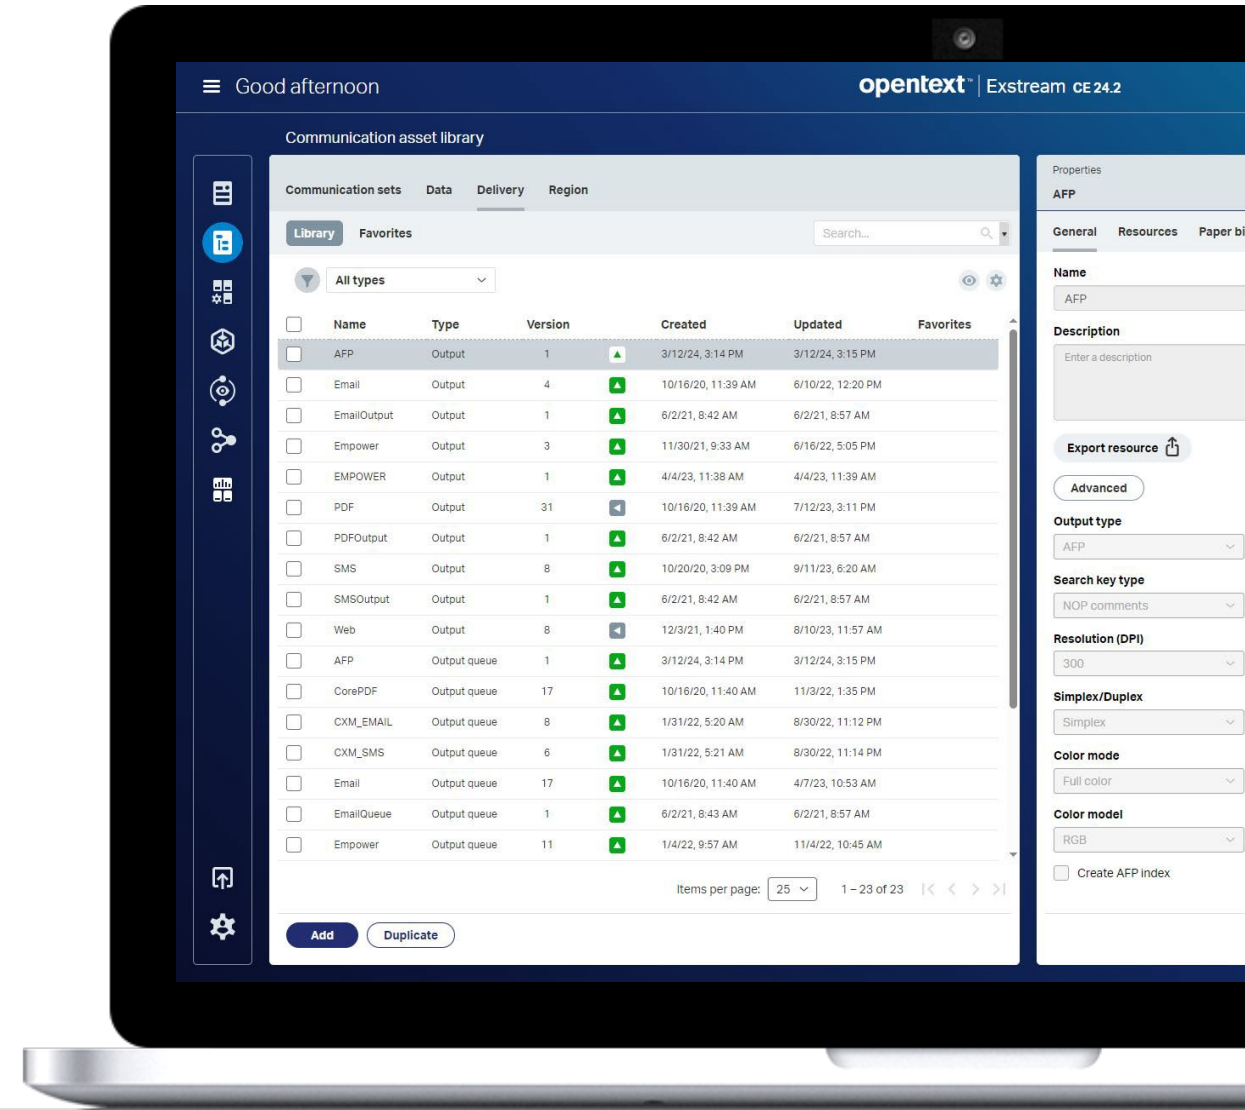 Good afternoon
opentext™ | Exstream CE 24.2
Communication asset library
Communication sets Data Delivery Region
Library Favorites Search...
All types
Name Type Version Created Updated Favorites
AFP Output 1 3/12/24, 3:14 PM 3/12/24, 3:15 PM
Email Output 4 10/16/20, 11:39 AM 6/10/22, 12:20 PM
EmailOutput Output 1 6/2/21, 8:42 AM 6/2/21, 8:57 AM
Empower Output 3 11/30/21, 9:33 AM 6/16/22, 5:05 PM
EMPOWER Output 1 4/4/23, 11:38 AM 4/4/23, 11:39 AM
PDF Output 31 10/16/20, 11:39 AM 7/12/23, 3:11 PM
PDFOutput Output 1 6/2/21, 8:42 AM 6/2/21, 8:57 AM
SMS Output 8 10/20/20, 3:09 PM 9/11/23, 6:20 AM
SMSOutput Output 1 6/2/21, 8:42 AM 6/2/21, 8:57 AM
Web Output 8 12/3/21, 1:40 PM 8/10/23, 11:57 AM
AFP Output queue 1 3/12/24, 3:14 PM 3/12/24, 3:15 PM
CorePDF Output queue 17 10/16/20, 11:40 AM 11/3/22, 1:35 PM
CXM_EMAIL Output queue 8 1/31/22, 5:20 AM 8/30/22, 11:12 PM
CXM_SMS Output queue 6 1/31/22, 5:21 AM 8/30/22, 11:14 PM
Email Output queue 17 10/16/20, 11:40 AM 4/7/23, 10:53 AM
EmailQueue Output queue 1 6/2/21, 8:43 AM 6/2/21, 8:57 AM
Empower Output queue 11 1/4/22, 9:57 AM 11/4/22, 10:45 AM
Items per page: 25 1 – 23 of 23
Add Duplicate
Properties
AFP
General Resources Paper bi
Name
AFP
Description
Enter a description
Export resource
Advanced
Output type
AFP
Search key type
NOP comments
Resolution (DPI)
300
Simplex/Duplex
Simplex
Color mode
Full color
Color model
RGB
Create AFP index